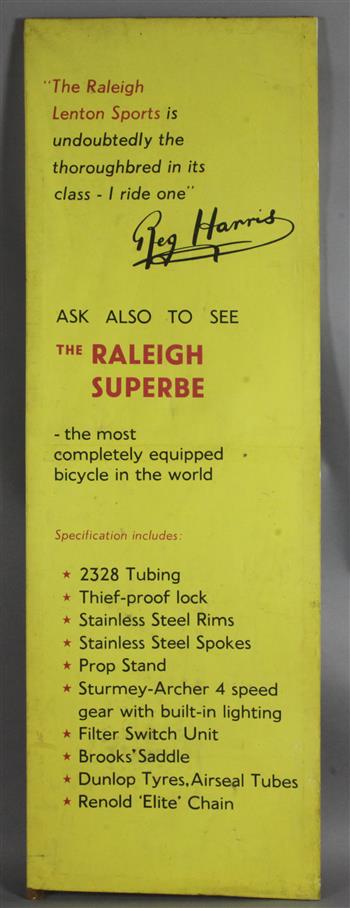 "The Raleigh
Lenton Sports is
undoubtedly the
thoroughbred in its
class - I ride one"
Reg Harris
ASK ALSO TO SEE
THE RALEIGH
SUPERBE
- the most
completely equipped
bicycle in the world
Specification includes:
★ 2328 Tubing
★ Thief-proof lock
★ Stainless Steel Rims
★ Stainless Steel Spokes
★ Prop Stand
★ Sturmey-Archer 4 speed
gear with built-in lighting
★ Filter Switch Unit
★ Brooks' Saddle
★ Dunlop Tyres, Airseal Tubes
★ Renold 'Elite' Chain